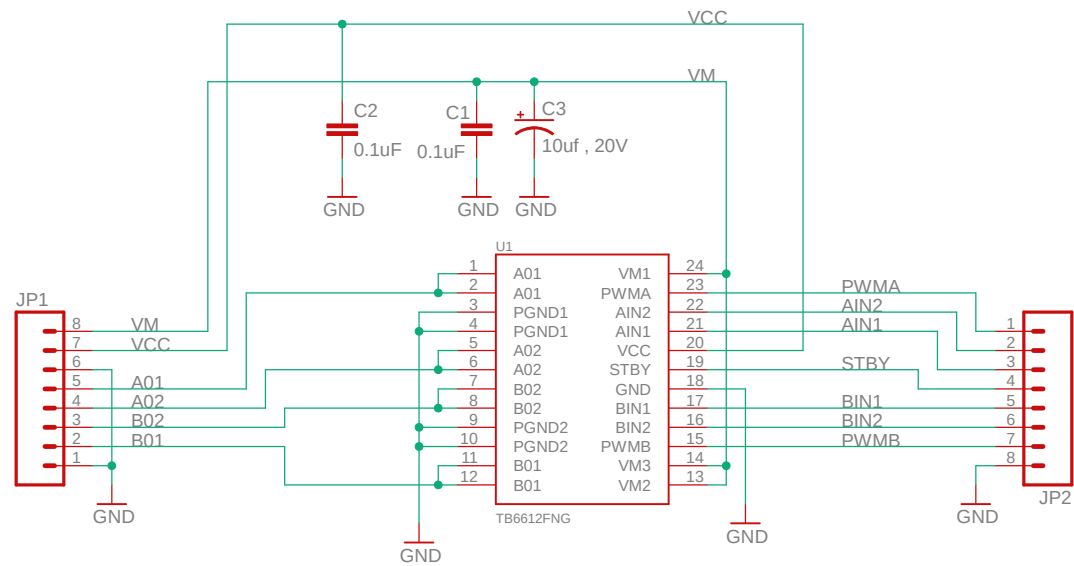 VCC
VM
C2
0.1uF
GND
C1
0.1uF
GND
+
C3
10uf , 20V
GND
JP1
8 VM
7 VCC
6
5 A01
4 A02
3 B02
2 B01
1
GND
U1
1 A01 VM1 24
2 A01 PWMA 23
3 PGND1 AIN2 22
4 PGND1 AIN1 21
5 A02 VCC 20
6 A02 STBY 19
7 B02 GND 18
8 B02 BIN1 17
9 PGND2 BIN2 16
10 PGND2 PWMB 15
11 B01 VM3 14
12 B01 VM2 13
TB6612FNG
GND
GND
PWMA
AIN2
AIN1
STBY
BIN1
BIN2
PWMB
1
2
3
4
5
6
7
8
GND
JP2